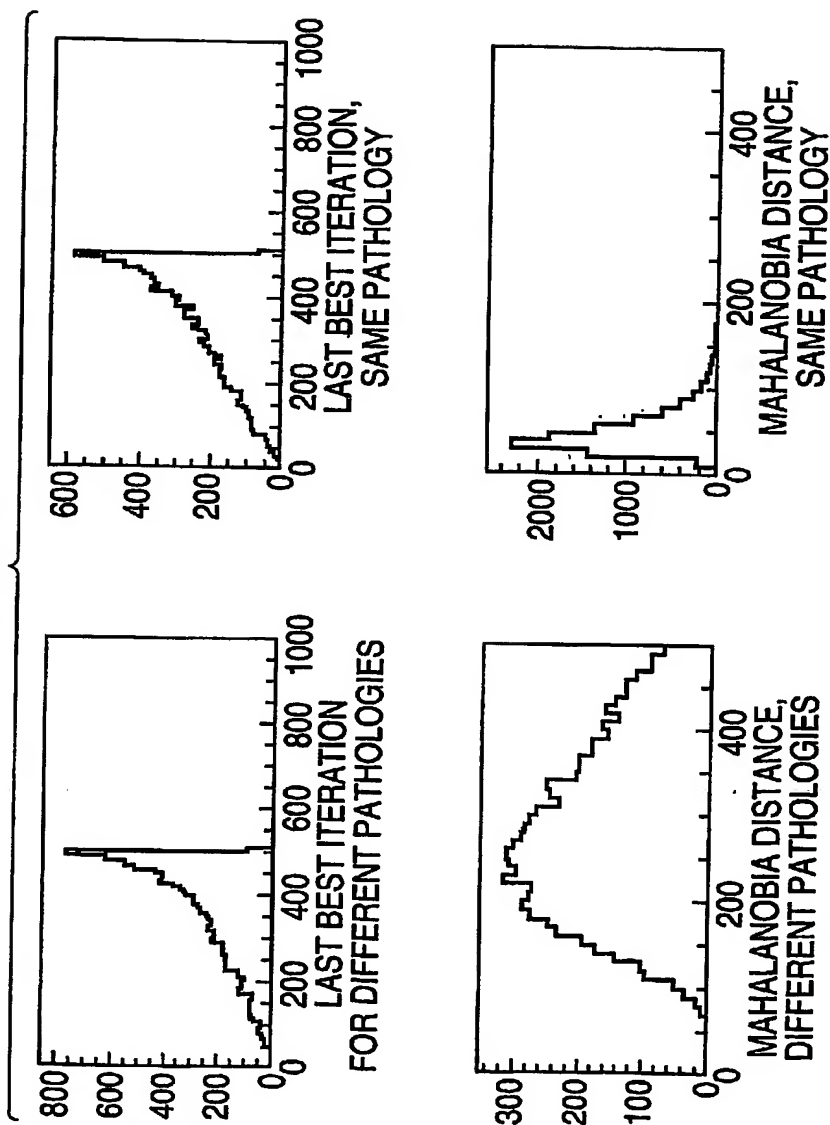 800
600
400
200
0
0 200 400 600 800 1000
LAST BEST ITERATION
FOR DIFFERENT PATHOLOGIES
600
400
200
0
0 200 400 600 800 1000
LAST BEST ITERATION,
SAME PATHOLOGY
300
200
100
0
0 200 400
MAHALANOBIA DISTANCE,
DIFFERENT PATHOLOGIES
2000
1000
0
0 200 400
MAHALANOBIA DISTANCE,
SAME PATHOLOGY